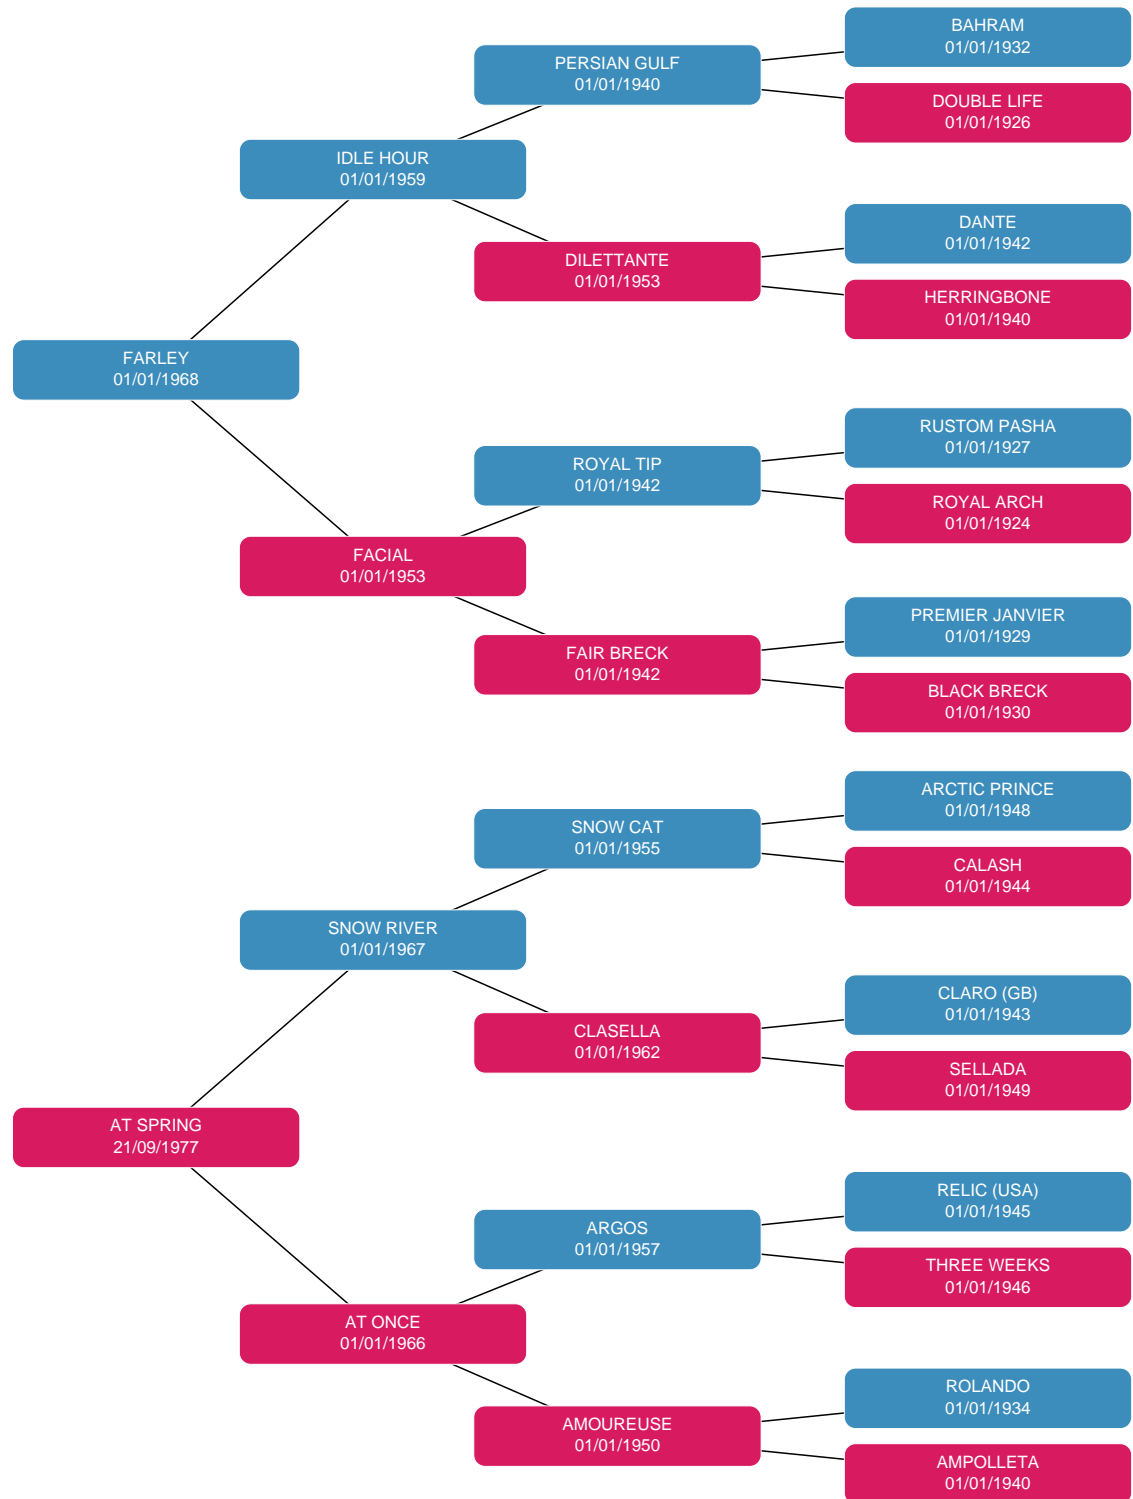 BAHRAM
01/01/1932
PERSIAN GULF
01/01/1940
DOUBLE LIFE
01/01/1926
IDLE HOUR
01/01/1959
DANTE
01/01/1942
DILETTANTE
01/01/1953
HERRINGBONE
01/01/1940
FARLEY
01/01/1968
RUSTOM PASHA
01/01/1927
ROYAL TIP
01/01/1942
ROYAL ARCH
01/01/1924
FACIAL
01/01/1953
PREMIER JANVIER
01/01/1929
FAIR BRECK
01/01/1942
BLACK BRECK
01/01/1930
ARCTIC PRINCE
01/01/1948
SNOW CAT
01/01/1955
CALASH
01/01/1944
SNOW RIVER
01/01/1967
CLARO (GB)
01/01/1943
CLASELLA
01/01/1962
SELLADA
01/01/1949
AT SPRING
21/09/1977
RELIC (USA)
01/01/1945
ARGOS
01/01/1957
THREE WEEKS
01/01/1946
AT ONCE
01/01/1966
ROLANDO
01/01/1934
AMOUREUSE
01/01/1950
AMPOLLETA
01/01/1940